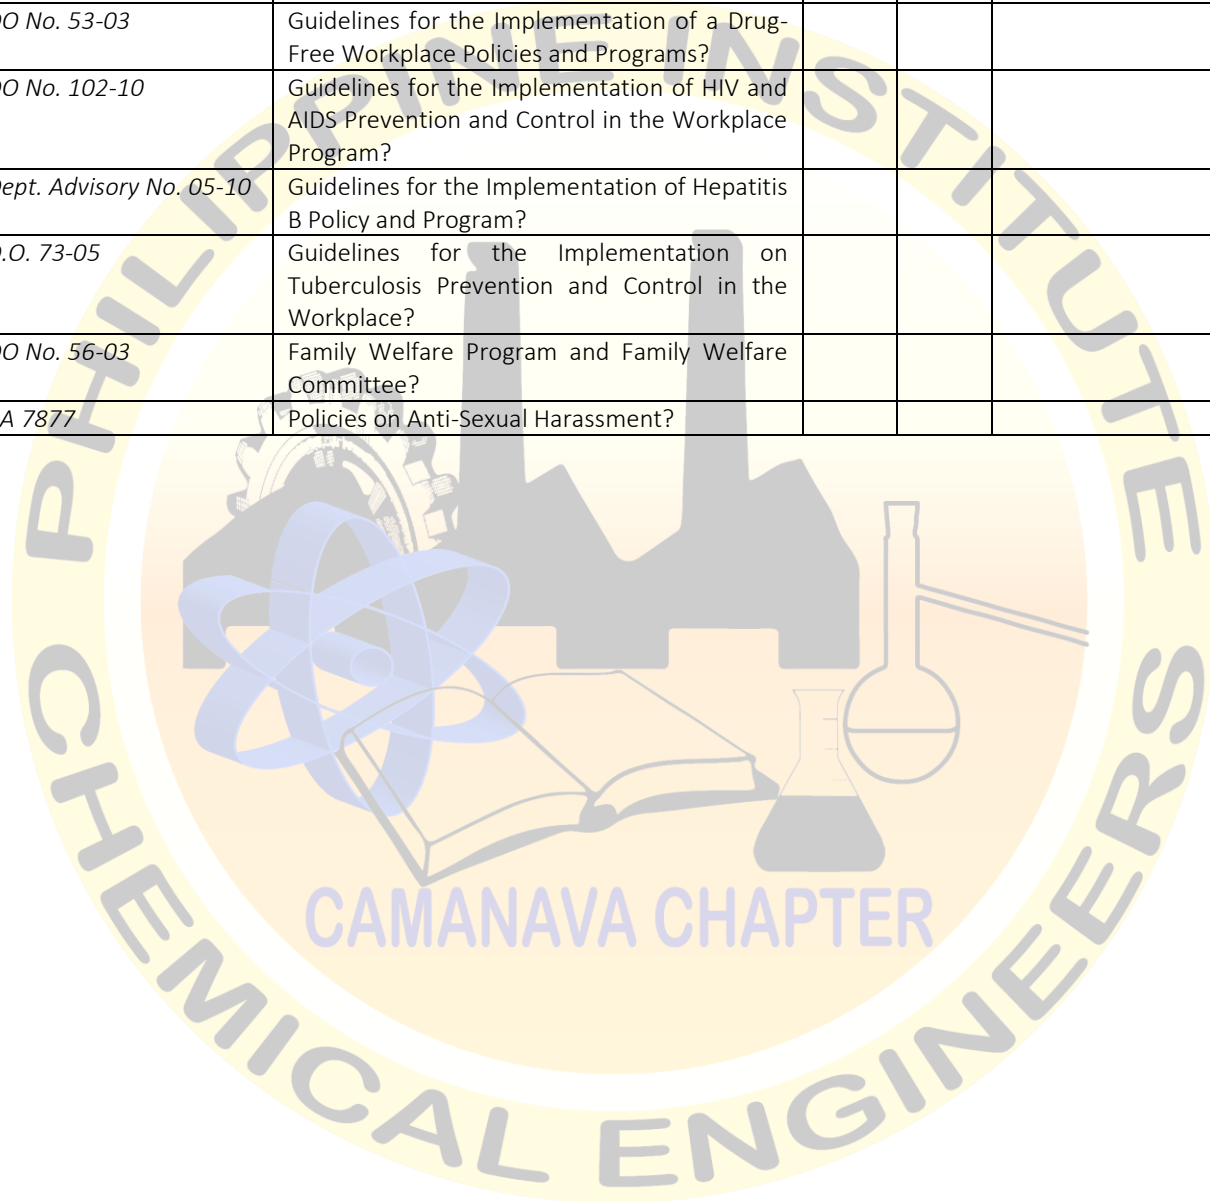 O No. 53-03 Guidelines for the Implementation of a Drug-
Free Workplace Policies and Programs?
O No. 102-10 Guidelines for the Implementation of HIV and
AIDS Prevention and Control in the Workplace
Program?
ept. Advisory No. 05-10 Guidelines for the Implementation of Hepatitis
B Policy and Program?
.O. 73-05 Guidelines for the Implementation on
Tuberculosis Prevention and Control in the
Workplace?
O No. 56-03 Family Welfare Program and Family Welfare
Committee?
A 7877 Policies on Anti-Sexual Harassment?
PHILIPPINE INSTITUTE
CHEMICAL ENGINEERS
CAMANAVA CHAPTER